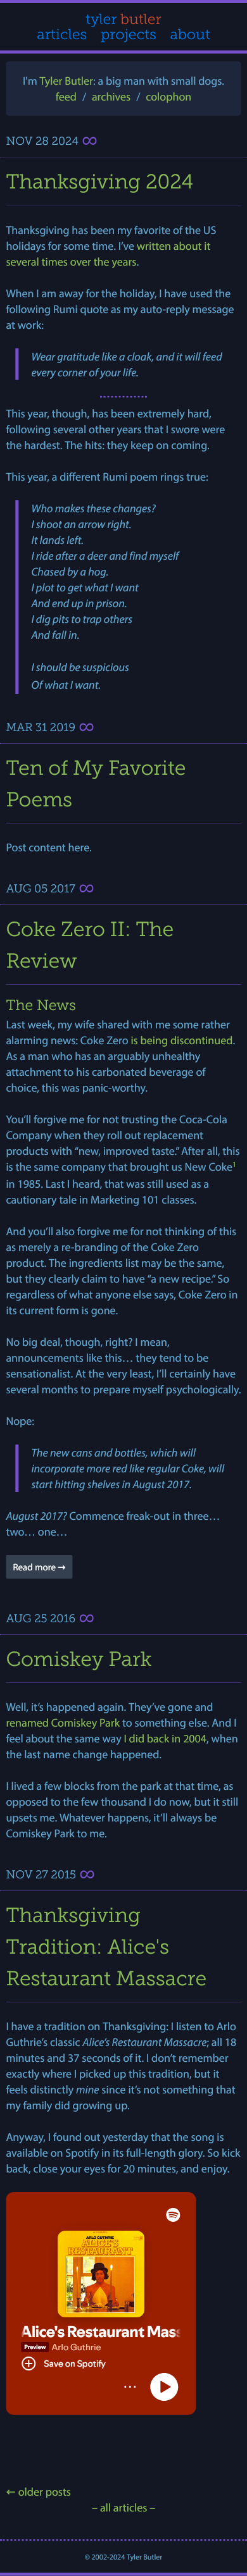 tyler butler
articles projects about
I'm Tyler Butler: a big man with small dogs.
feed / archives / colophon
NOV 28 2024 ∞
Thanksgiving 2024
Thanksgiving has been my favorite of the US
holidays for some time. I've written about it
several times over the years.
When I am away for the holiday, I have used the
following Rumi quote as my auto-reply message
at work:
Wear gratitude like a cloak, and it will feed
every corner of your life.
This year, though, has been extremely hard,
following several other years that I swore were
the hardest. The hits: they keep on coming.
This year, a different Rumi poem rings true:
Who makes these changes?
I shoot an arrow right.
It lands left.
I ride after a deer and find myself
Chased by a hog.
I plot to get what I want
And end up in prison.
I dig pits to trap others
And fall in.
I should be suspicious
Of what I want.
MAR 31 2019 ∞
Ten of My Favorite
Poems
Post content here.
AUG 05 2017 ∞
Coke Zero II: The
Review
The News
Last week, my wife shared with me some rather
alarming news: Coke Zero is being discontinued.
As a man who has an arguably unhealthy
attachment to his carbonated beverage of
choice, this was panic-worthy.
You'll forgive me for not trusting the Coca-Cola
Company when they roll out replacement
products with “new, improved taste.” After all, this
is the same company that brought us New Coke¹
in 1985. Last I heard, that was still used as a
cautionary tale in Marketing 101 classes.
And you'll also forgive me for not thinking of this
as merely a re-branding of the Coke Zero
product. The ingredients list may be the same,
but they clearly claim to have “a new recipe.” So
regardless of what anyone else says, Coke Zero in
its current form is gone.
No big deal, though, right? I mean,
announcements like this… they tend to be
sensationalist. At the very least, I'll certainly have
several months to prepare myself psychologically.
Nope:
The new cans and bottles, which will
incorporate more red like regular Coke, will
start hitting shelves in August 2017.
August 2017? Commence freak-out in three…
two… one…
Read more →
AUG 25 2016 ∞
Comiskey Park
Well, it's happened again. They've gone and
renamed Comiskey Park to something else. And I
feel about the same way I did back in 2004, when
the last name change happened.
I lived a few blocks from the park at that time, as
opposed to the few thousand I do now, but it still
upsets me. Whatever happens, it'll always be
Comiskey Park to me.
NOV 27 2015 ∞
Thanksgiving
Tradition: Alice's
Restaurant Massacre
I have a tradition on Thanksgiving: I listen to Arlo
Guthrie's classic Alice's Restaurant Massacre; all 18
minutes and 37 seconds of it. I don't remember
exactly where I picked up this tradition, but it
feels distinctly mine since it's not something that
my family did growing up.
Anyway, I found out yesterday that the song is
available on Spotify in its full-length glory. So kick
back, close your eyes for 20 minutes, and enjoy.
ARLO GUTHRIE
ALICE'S
RESTAURANT
Alice's Restaurant Mas
Preview Arlo Guthrie
Save on Spotify
← older posts
– all articles –
© 2002-2024 Tyler Butler